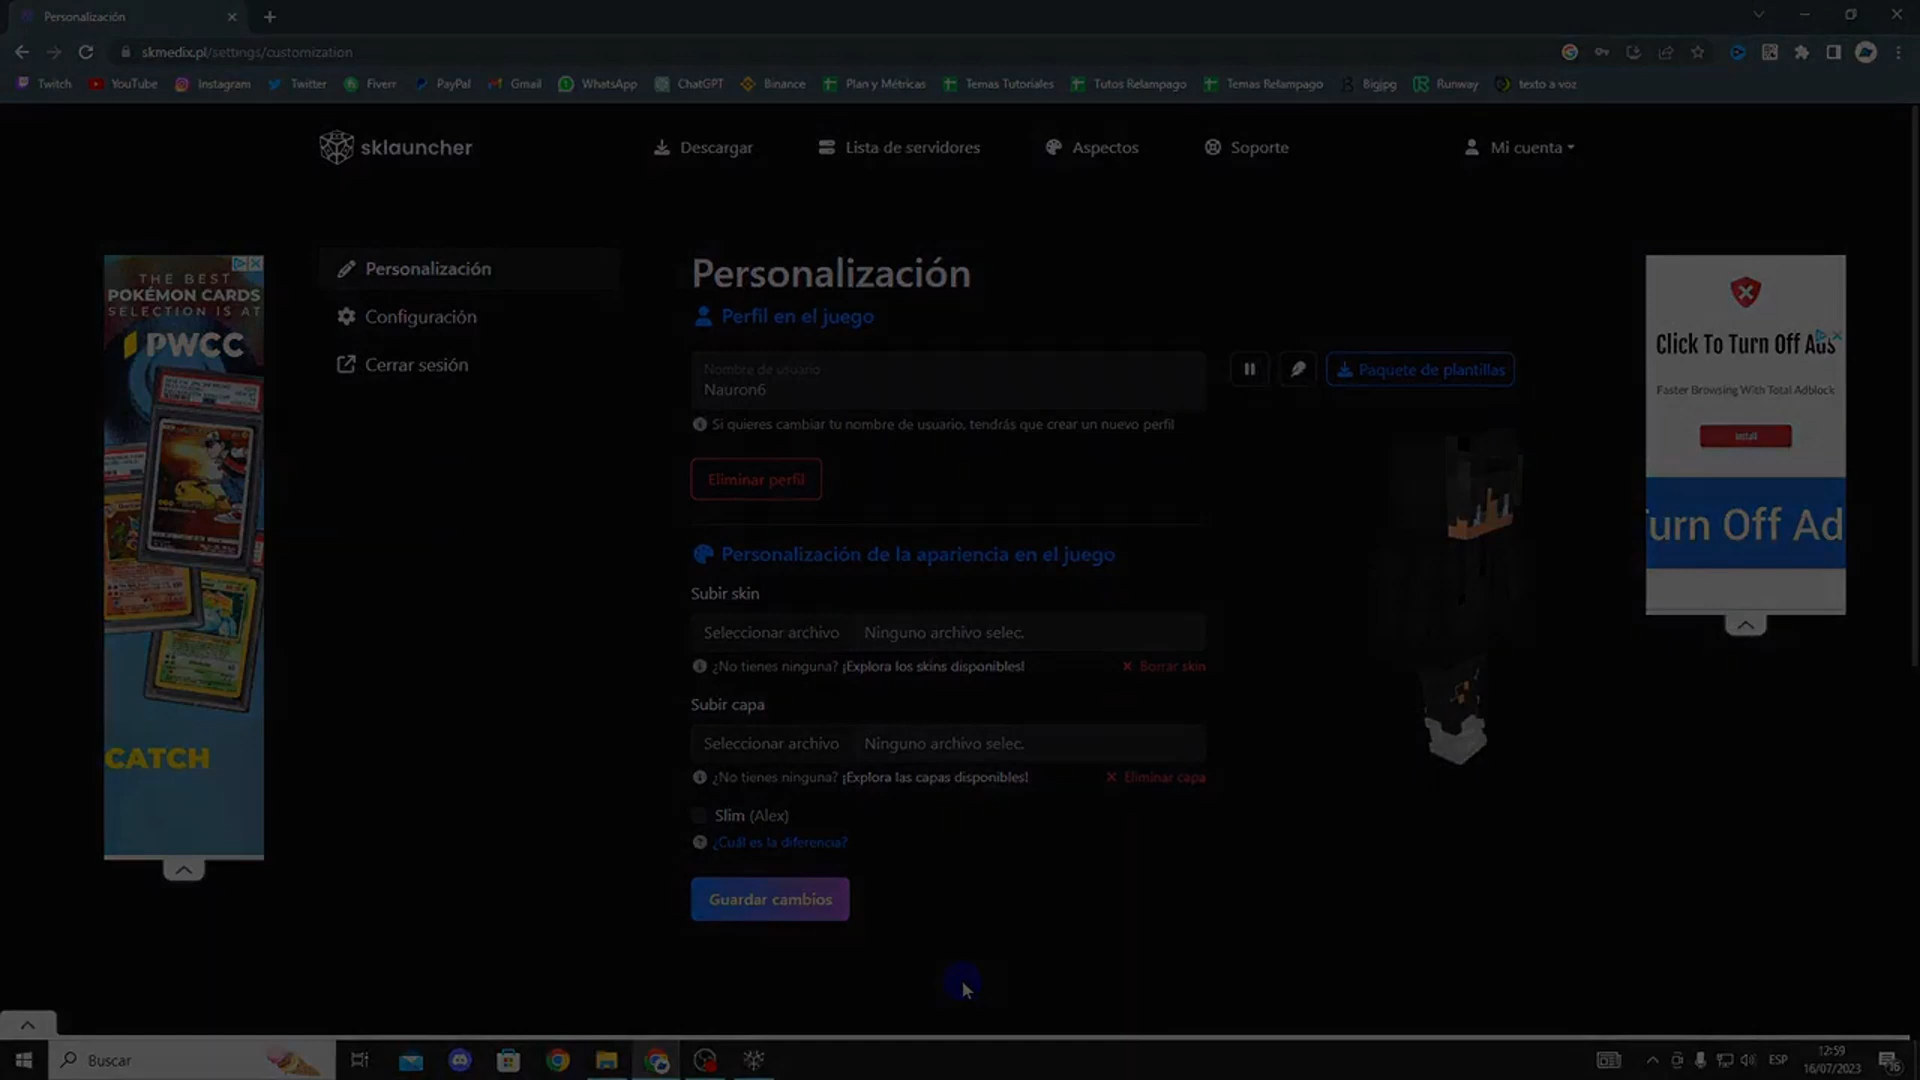 Personalización
skmedix.pl/settings/customization
Twitch YouTube Instagram Twitter Fiverr PayPal Gmail WhatsApp ChatGPT Binance Plan y Métricas Temas Tutoriales Tutos Relampago Temas Relampago Bigjpg Runway texto a voz
sklauncher Descargar Lista de servidores Aspectos Soporte Mi cuenta
Personalización
Configuración
Cerrar sesión
Personalización
Perfil en el juego
Nombre de usuario
Nauron6
Si quieres cambiar tu nombre de usuario, tendrás que crear un nuevo perfil
Paquete de plantillas
Eliminar perfil
Personalización de la apariencia en el juego
Subir skin
Seleccionar archivo Ninguno archivo selec.
¿No tienes ninguna? ¡Explora los skins disponibles! Borrar skin
Subir capa
Seleccionar archivo Ninguno archivo selec.
¿No tienes ninguna? ¡Explora las capas disponibles! Eliminar capa
Slim (Alex)
¿Cuál es la diferencia?
Guardar cambios
THE BEST
POKÉMON CARDS
SELECTION IS AT
PWCC
CATCH
Click To Turn Off Ads
Faster Browsing With Total Adblock
Install
Turn Off Ad
Buscar
ESP
12:59
16/07/2023
16